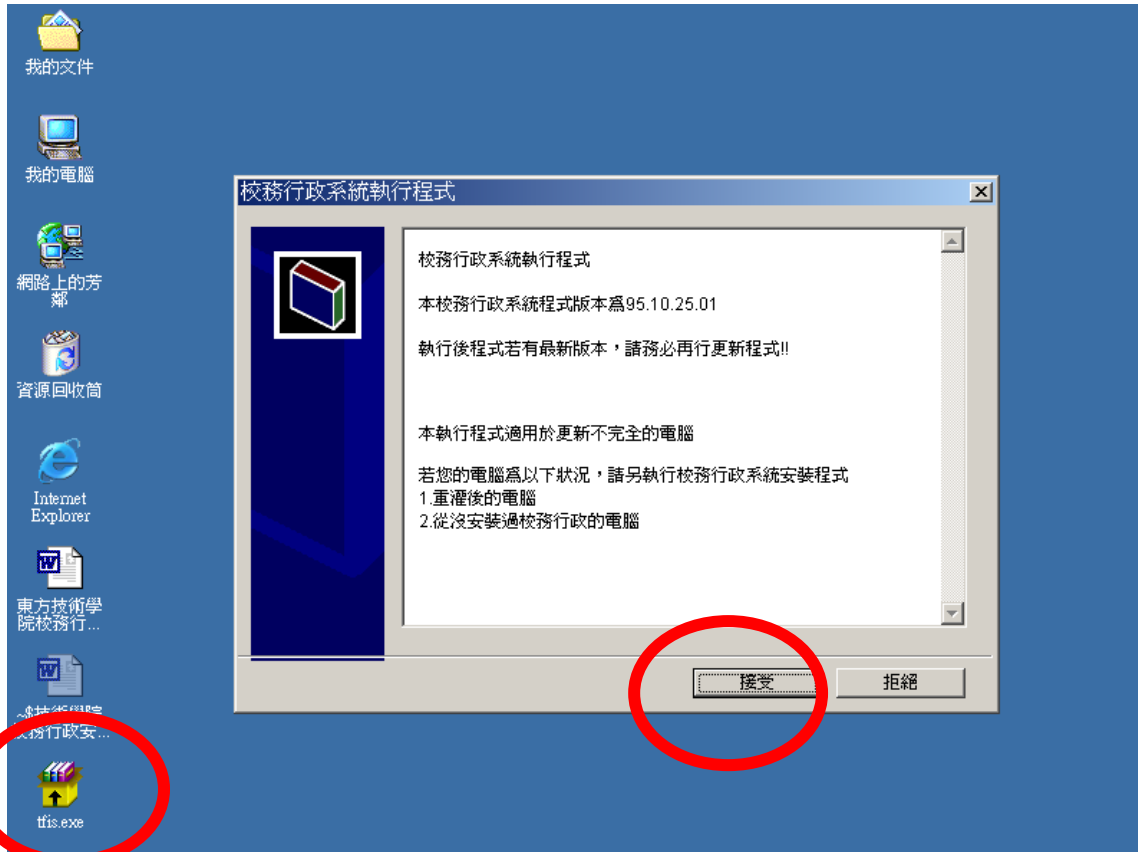 我的文件
我的電腦
網路上的芳
鄰
資源回收筒
Internet
Explorer
東方技術學
院校務行...
~$技術學院
校務行政安...
tfis.exe
校務行政系統執行程式
校務行政系統執行程式
本校務行政系統程式版本為95.10.25.01
執行後程式若有最新版本，請務必再行更新程式!!
本執行程式適用於更新不完全的電腦
若您的電腦為以下狀況，請另執行校務行政系統安裝程式
1.重灌後的電腦
2.從沒安裝過校務行政的電腦
接受
拒絕